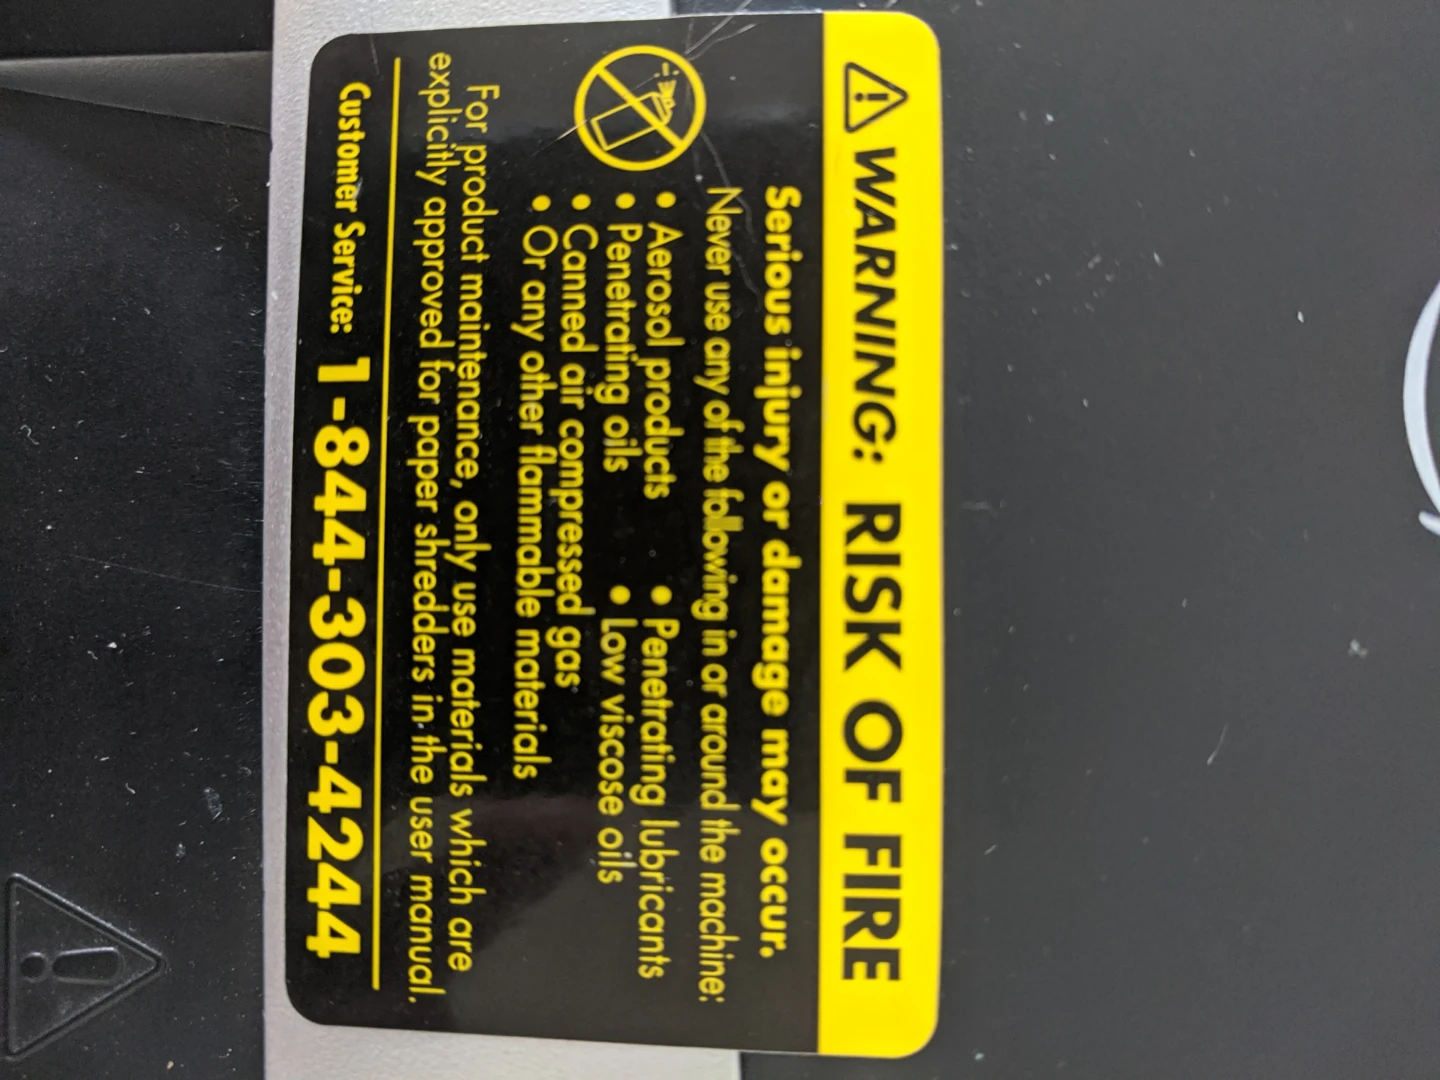 WARNING: RISK OF FIRE
Serious injury or damage may occur.
Never use any of the following in or around the machine:
• Aerosol products • Penetrating lubricants
• Penetrating oils • Low viscose oils
• Canned air compressed gas
• Or any other flammable materials
For product maintenance, only use materials which are
explicitly approved for paper shredders in the user manual.
Customer Service: 1-844-303-4244